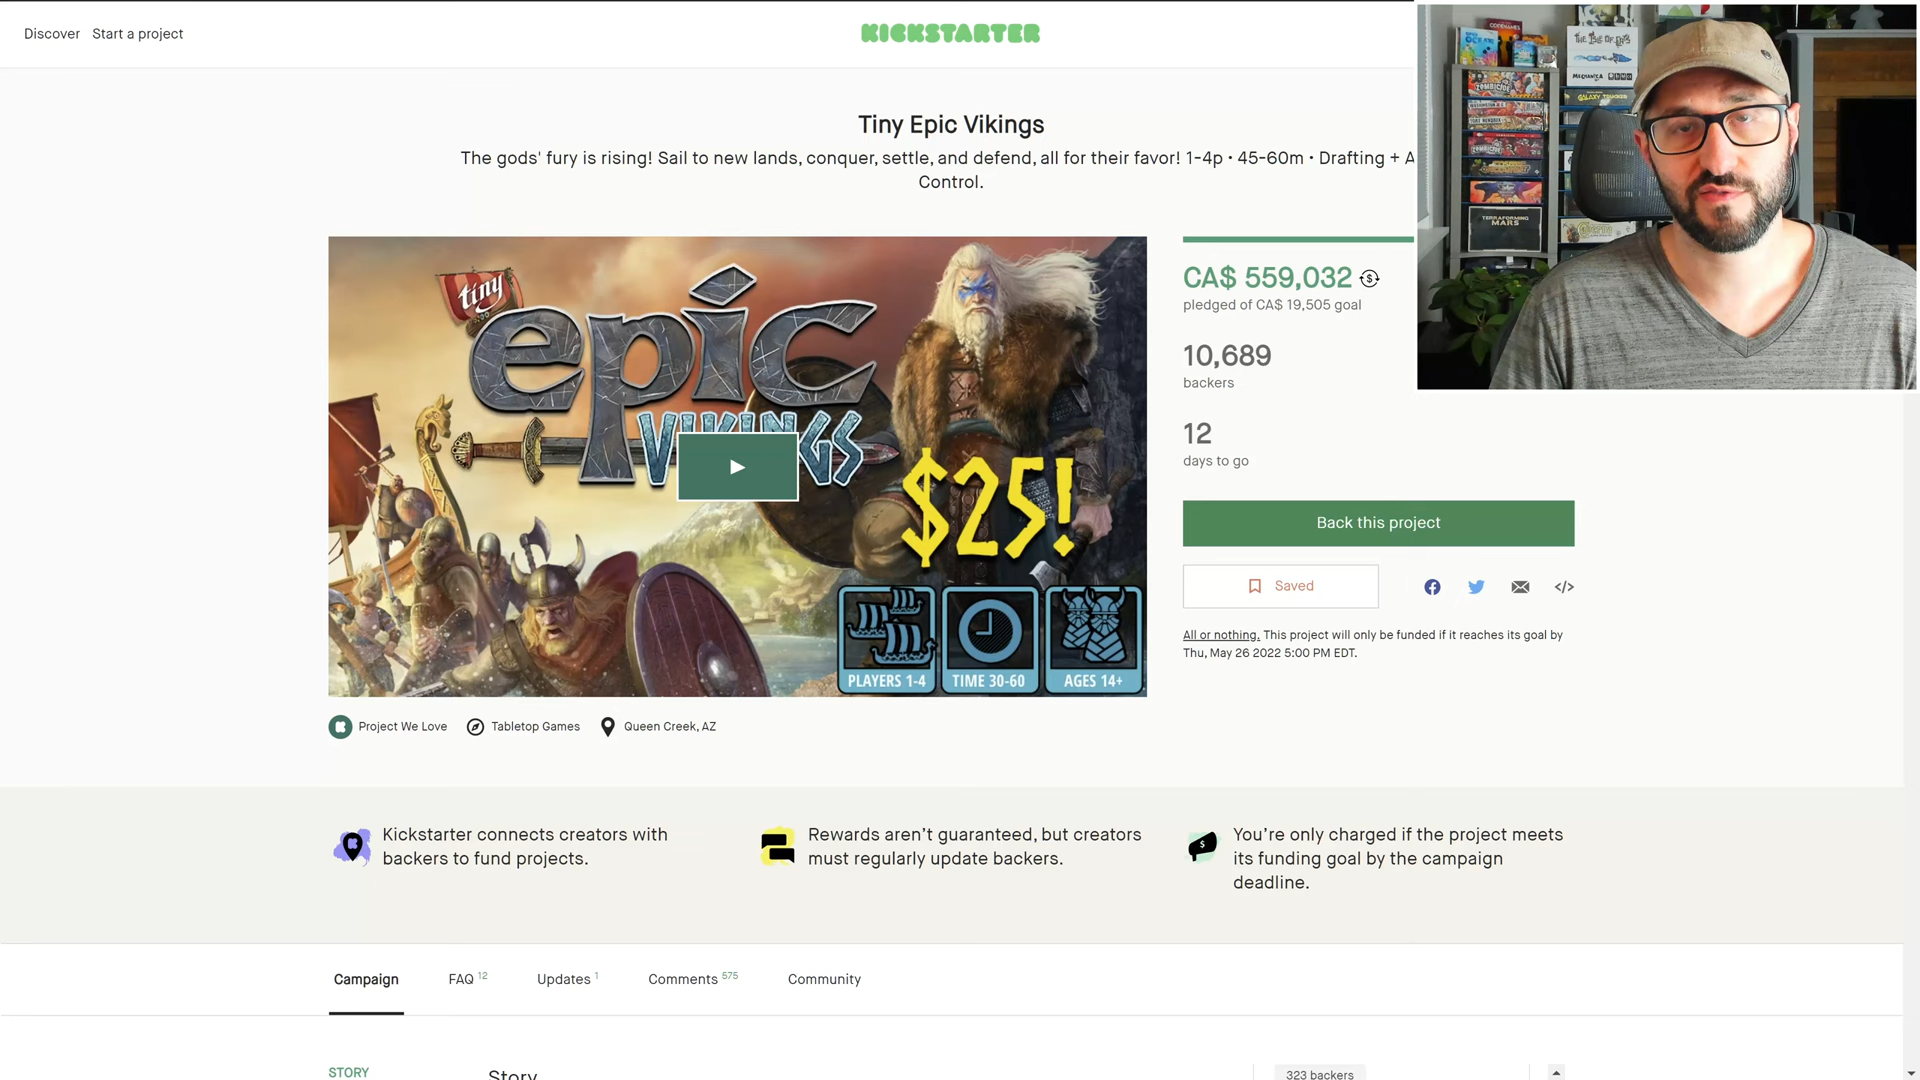 Discover Start a project
KICKSTARTER
Tiny Epic Vikings
The gods' fury is rising! Sail to new lands, conquer, settle, and defend, all for their favor! 1-4p • 45-60m • Drafting + A
Control.
tiny
epic
VIKINGS
$25!
PLAYERS 1-4
TIME 30-60
AGES 14+
CA$ 559,032
pledged of CA$ 19,505 goal
10,689
backers
12
days to go
Back this project
Saved
All or nothing. This project will only be funded if it reaches its goal by
Thu, May 26 2022 5:00 PM EDT.
Project We Love
Tabletop Games
Queen Creek, AZ
CODENAMES
ZOMBICIDE
MECHANICA
GALAXY TRUCKER
TERRAFORMING
MARS
Kickstarter connects creators with
backers to fund projects.
Rewards aren't guaranteed, but creators
must regularly update backers.
You're only charged if the project meets
its funding goal by the campaign
deadline.
Campaign FAQ 12 Updates 1 Comments 575 Community
STORY
Story
323 backers